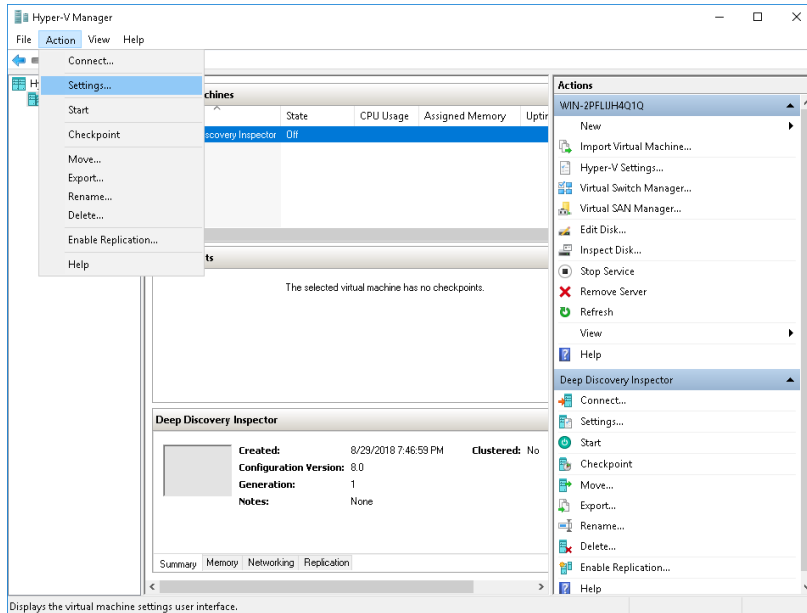 Hyper-V Manager
File Action View Help
Connect...
Settings...
Start
Checkpoint
Move...
Export...
Rename...
Delete...
Enable Replication...
Help
H
chines
State CPU Usage Assigned Memory Uptir
scovery Inspector Off
ts
The selected virtual machine has no checkpoints.
Deep Discovery Inspector
Created: 8/29/2018 7:46:59 PM Clustered: No
Configuration Version: 8.0
Generation: 1
Notes: None
Summary Memory Networking Replication
Actions
WIN-2PFLIJH4Q1Q
New
Import Virtual Machine...
Hyper-V Settings...
Virtual Switch Manager...
Virtual SAN Manager...
Edit Disk...
Inspect Disk...
Stop Service
Remove Server
Refresh
View
Help
Deep Discovery Inspector
Connect...
Settings...
Start
Checkpoint
Move...
Export...
Rename...
Delete...
Enable Replication...
Help
Displays the virtual machine settings user interface.